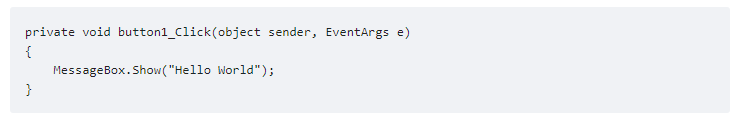 private void button1_Click(object sender, EventArgs e)
{
    MessageBox.Show("Hello World");
}